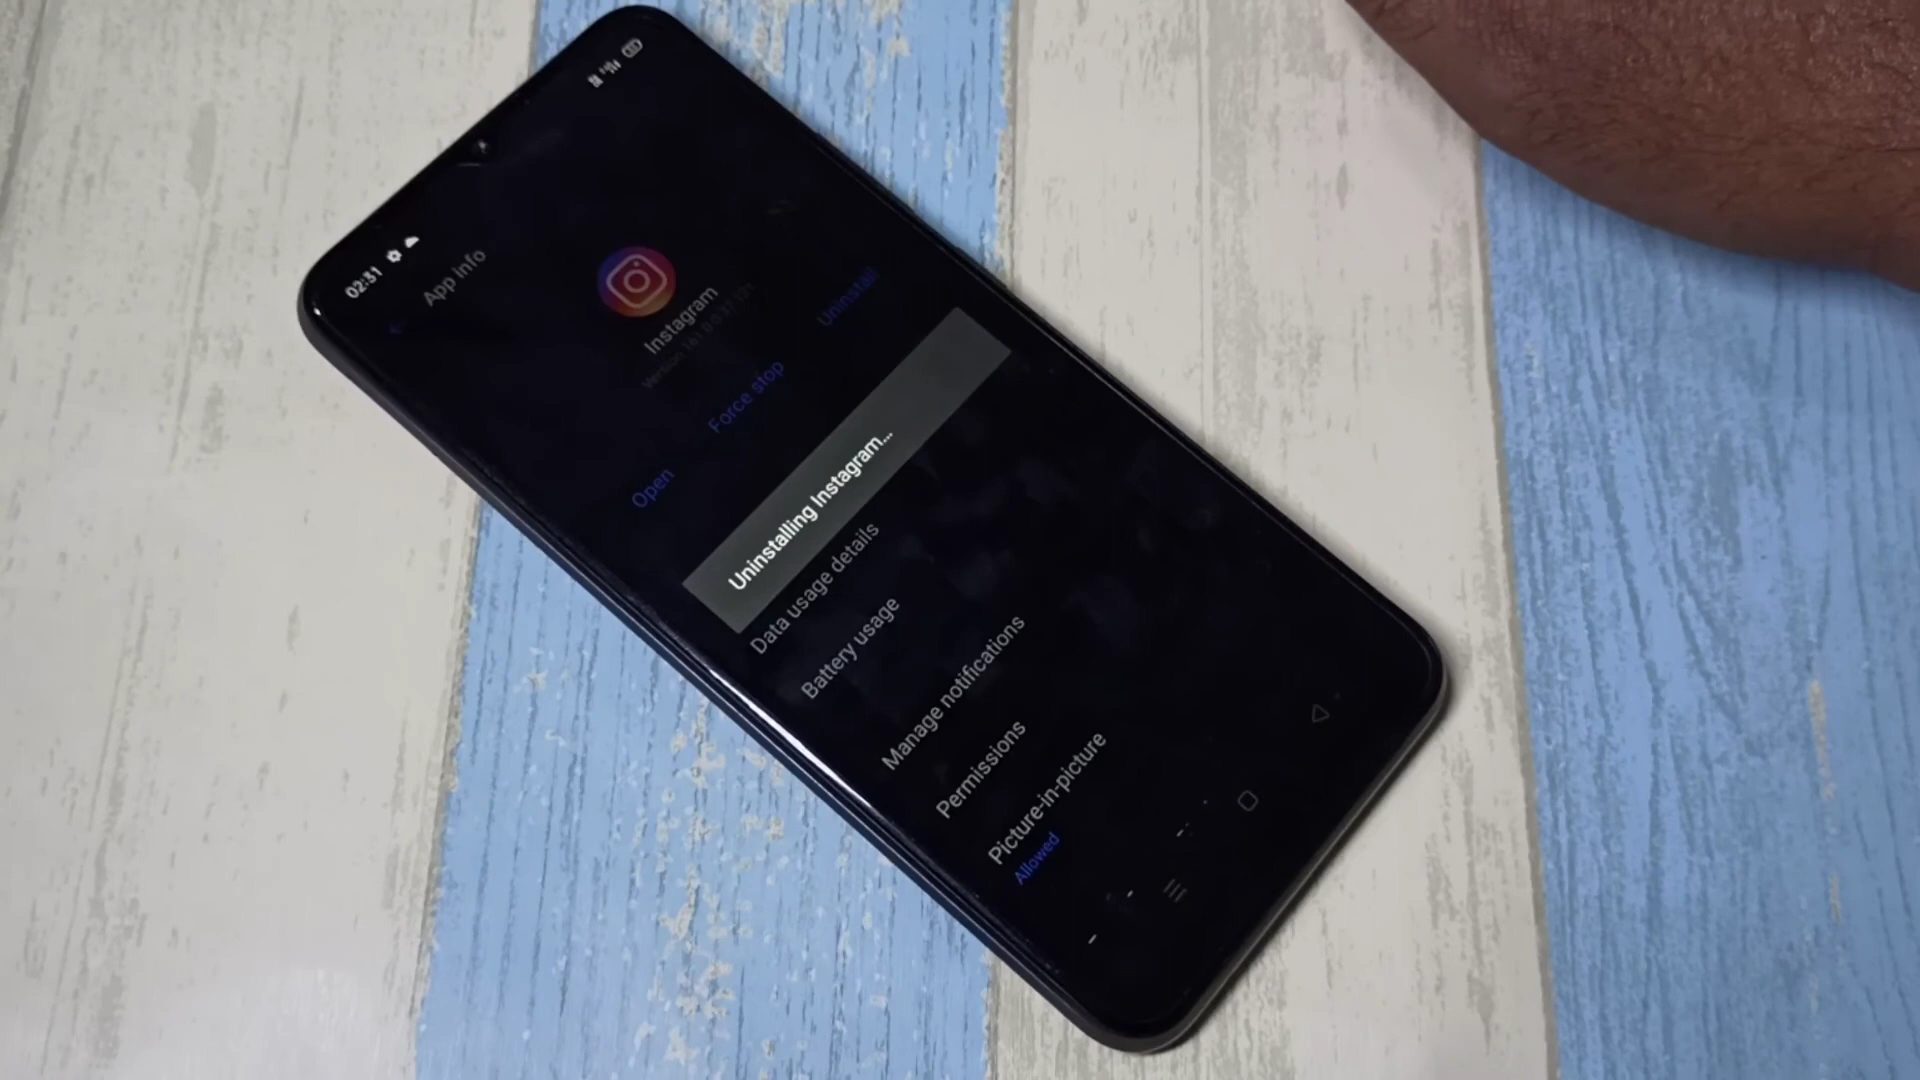 02:31
App info
Instagram
Version
Open
Force stop
Uninstall
Uninstalling Instagram...
Data usage details
Battery usage
Manage notifications
Permissions
Picture-in-picture
Allowed